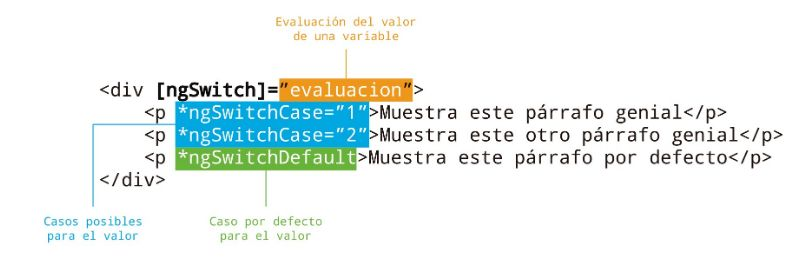 Evaluación del valor
de una variable
<div [ngSwitch]="evaluacion">
<p *ngSwitchCase="1">Muestra este párrafo genial</p>
<p *ngSwitchCase="2">Muestra este otro párrafo genial</p>
<p *ngSwitchDefault>Muestra este párrafo por defecto</p>
</div>
Casos posibles
para el valor
Caso por defecto
para el valor